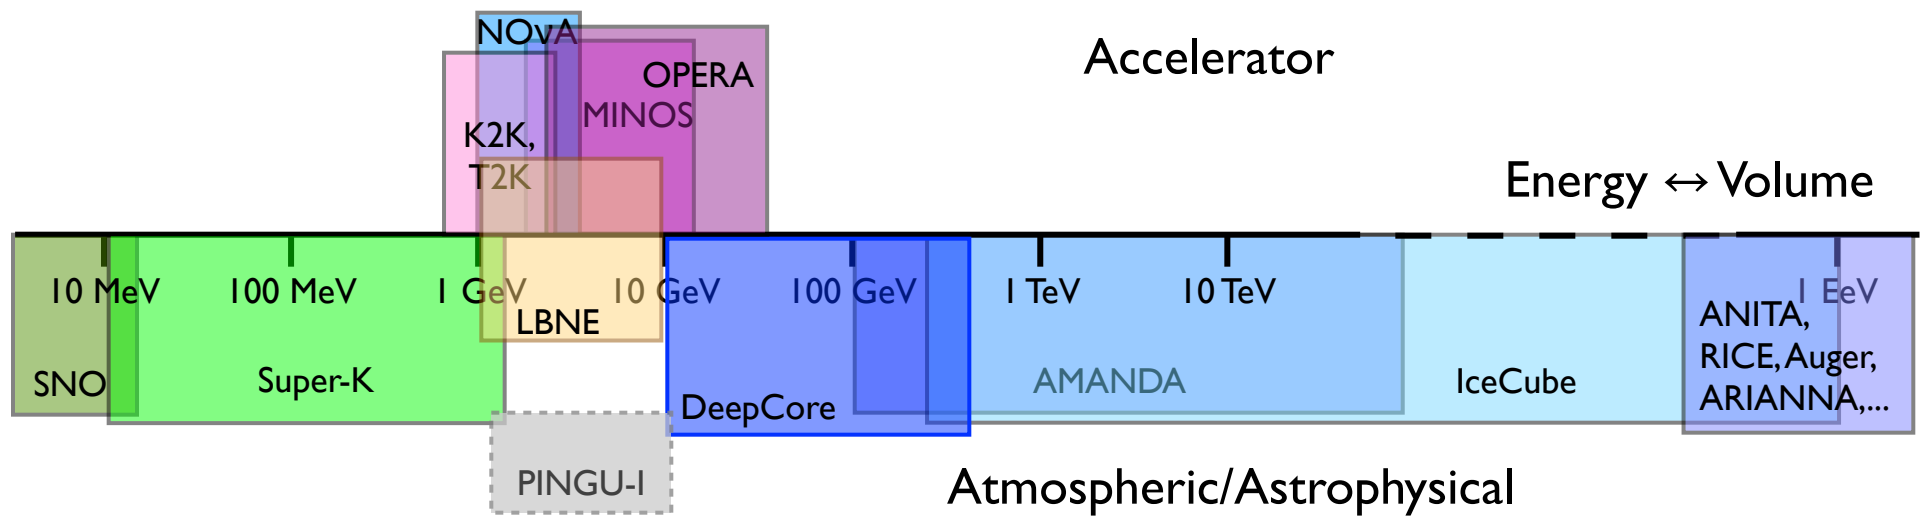 NOvA
Accelerator
OPERA
MINOS
K2K,
T2K
Energy ↔ Volume
10 MeV
100 MeV
1 GeV
10 GeV
100 GeV
1 TeV
10 TeV
1 EeV
LBNE
ANITA,
RICE, Auger,
ARIANNA,...
SNO
Super-K
DeepCore
AMANDA
IceCube
PINGU-I
Atmospheric/Astrophysical